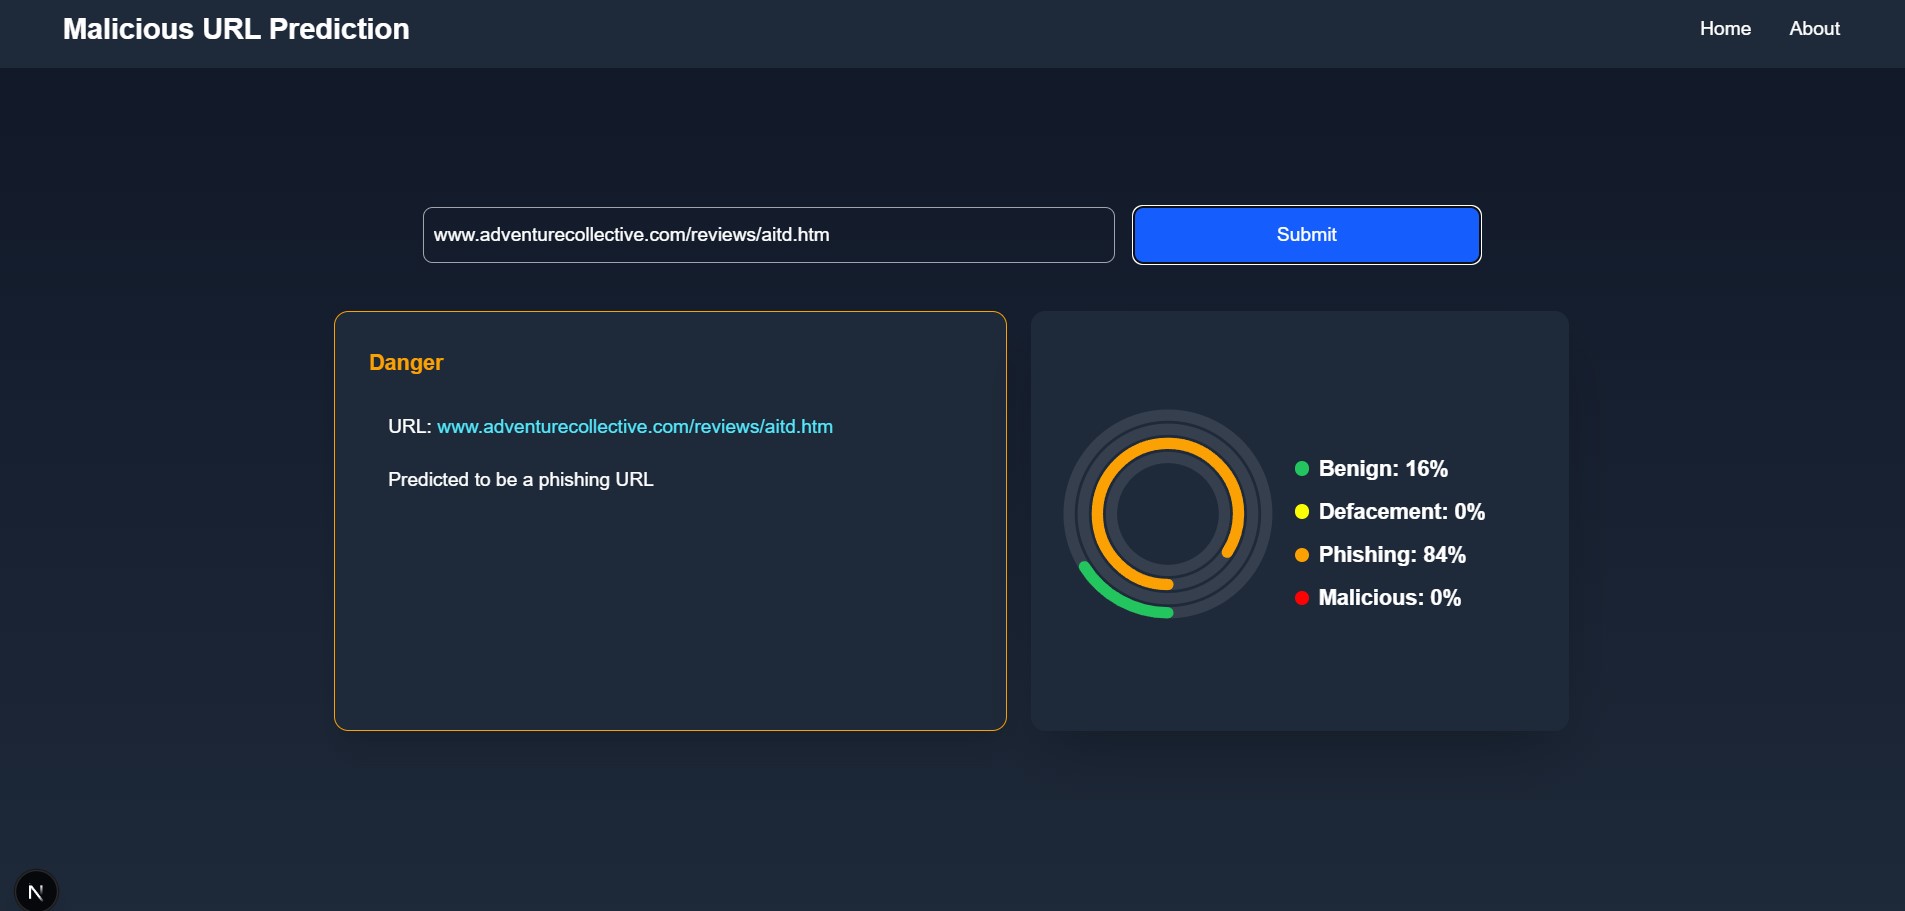 Malicious URL Prediction
Home About
www.adventurecollective.com/reviews/aitd.htm
Submit
Danger
URL: www.adventurecollective.com/reviews/aitd.htm
Predicted to be a phishing URL
Benign: 16%
Defacement: 0%
Phishing: 84%
Malicious: 0%
N